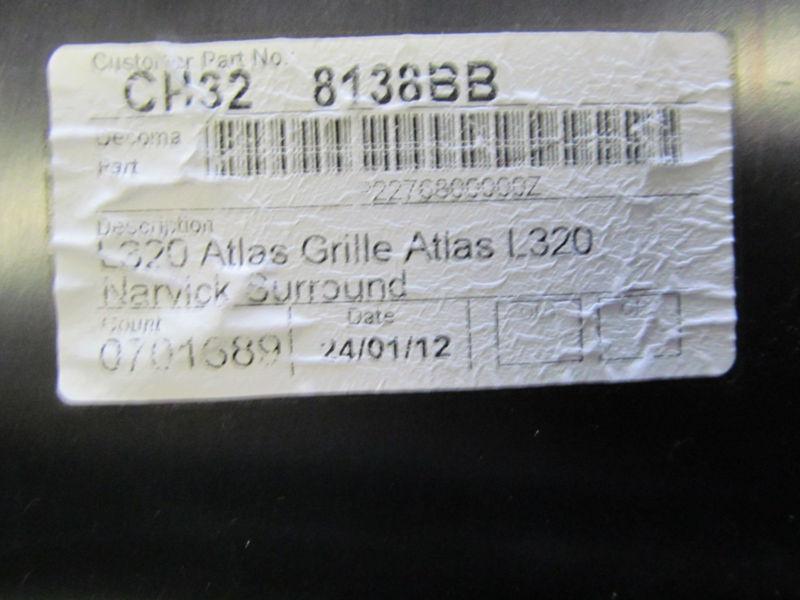 Customer Part No.
CH32 8138BB
Decoma
Part
Description
L320 Atlas Grille Atlas L320
Narvick Surround
Count
Date
0701689
24/01/12